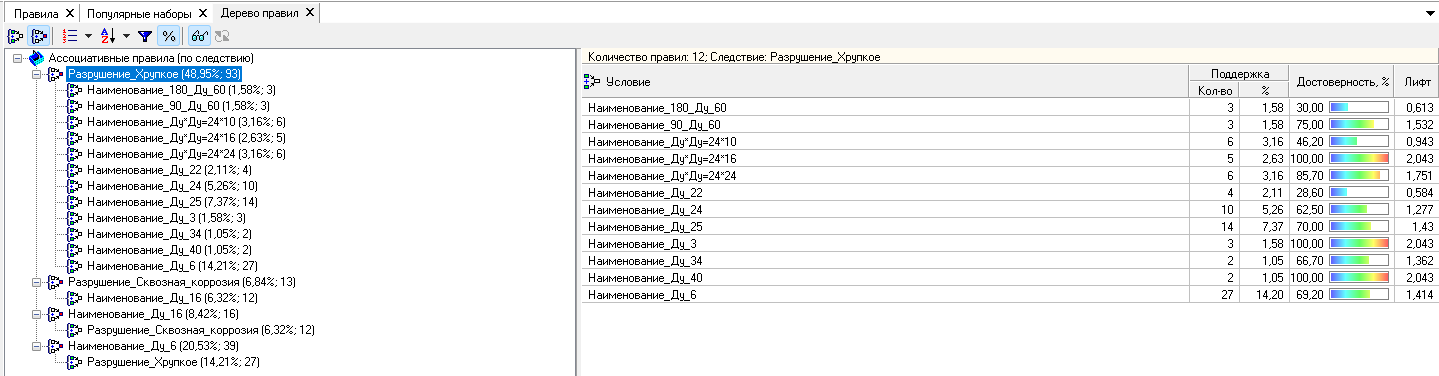 Правила X Популярные наборы X Дерево правил X
%
Ассоциативные правила (по следствию)
Разрушение_Хрупкое (48,95%; 93)
Наименование_180_Ду_60 (1,58%; 3)
Наименование_90_Ду_60 (1,58%; 3)
Наименование_Ду*Ду=24*10 (3,16%; 6)
Наименование_Ду*Ду=24*16 (2,63%; 5)
Наименование_Ду*Ду=24*24 (3,16%; 6)
Наименование_Ду_22 (2,11%; 4)
Наименование_Ду_24 (5,26%; 10)
Наименование_Ду_25 (7,37%; 14)
Наименование_Ду_3 (1,58%; 3)
Наименование_Ду_34 (1,05%; 2)
Наименование_Ду_40 (1,05%; 2)
Наименование_Ду_6 (14,21%; 27)
Разрушение_Сквозная_коррозия (6,84%; 13)
Наименование_Ду_16 (6,32%; 12)
Наименование_Ду_16 (8,42%; 16)
Разрушение_Сквозная_коррозия (6,32%; 12)
Наименование_Ду_6 (20,53%; 39)
Разрушение_Хрупкое (14,21%; 27)
Количество правил: 12; Следствие: Разрушение_Хрупкое
Условие Поддержка Достоверность, % Лифт
Кол-во %
Наименование_180_Ду_60 3 1,58 30,00 0,613
Наименование_90_Ду_60 3 1,58 75,00 1,532
Наименование_Ду*Ду=24*10 6 3,16 46,20 0,943
Наименование_Ду*Ду=24*16 5 2,63 100,00 2,043
Наименование_Ду*Ду=24*24 6 3,16 85,70 1,751
Наименование_Ду_22 4 2,11 28,60 0,584
Наименование_Ду_24 10 5,26 62,50 1,277
Наименование_Ду_25 14 7,37 70,00 1,43
Наименование_Ду_3 3 1,58 100,00 2,043
Наименование_Ду_34 2 1,05 66,70 1,362
Наименование_Ду_40 2 1,05 100,00 2,043
Наименование_Ду_6 27 14,20 69,20 1,414